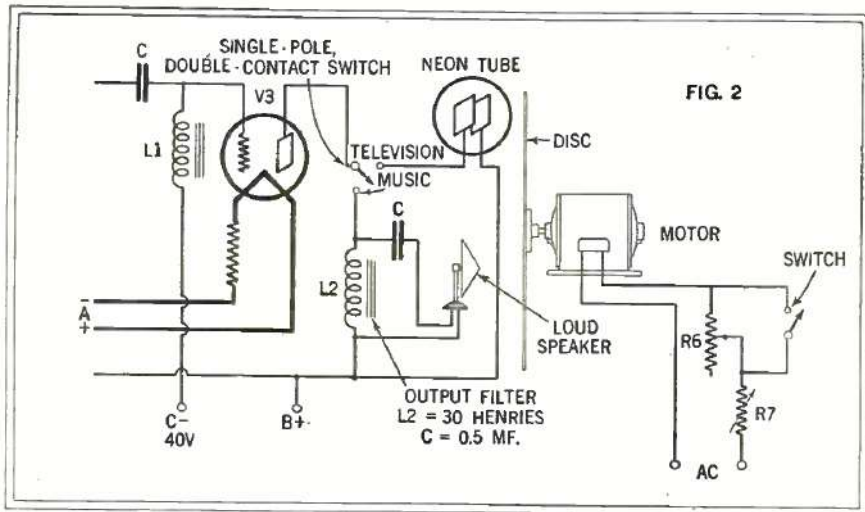 C
SINGLE-POLE,
DOUBLE-CONTACT SWITCH
V3
NEON TUBE
FIG. 2
L1
TELEVISION
MUSIC
DISC
MOTOR
C
SWITCH
L2
LOUD
SPEAKER
R6
−
A
+
OUTPUT FILTER
L2 = 30 HENRIES
C = 0.5 MF.
R7
C−
40V
B+
AC